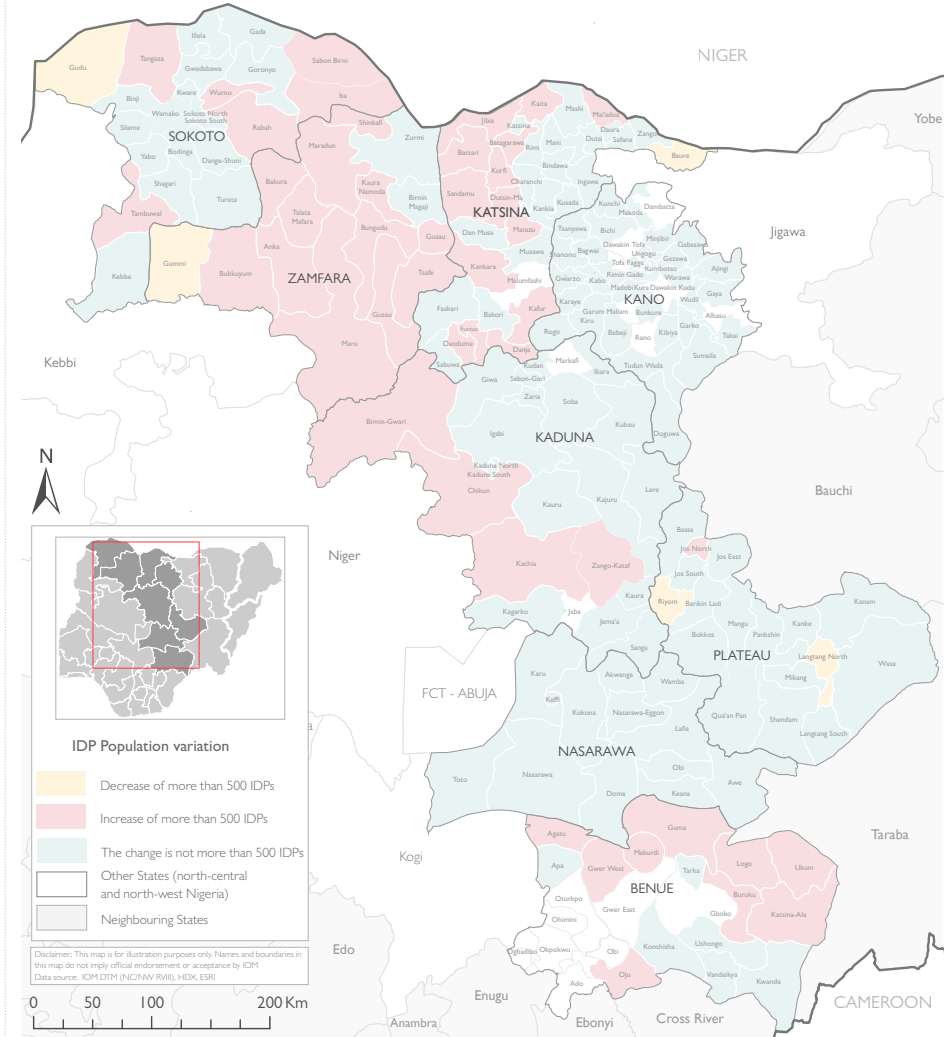 NIGER
Yobe
Jigawa
Bauchi
Taraba
CAMEROON
Cross River
Ebonyi
Enugu
Anambra
Edo
Kogi
Niger
Kebbi
FCT - ABUJA
a
SOKOTO
Gudu
Tangaza
Illela
Gada
Gwadabawa
Goronyo
Sabon Birni
Isa
Binji
Kware
Wurno
Wamako
Sokoto North
Sokoto South
Silame
Rabah
Yabo
Bodinga
Dange-Shuni
Shagari
Tureta
Tambuwal
Kebbe
ZAMFARA
Shinkafi
Zurmi
Maradun
Bakura
Kaura
Namoda
Birnin
Magaji
Talata
Mafara
Bungudu
Gusau
Anka
Gummi
Bukkuyum
Tsafe
Gusau
Maru
KATSINA
Kaita
Mashi
Mai'adua
Jibia
Katsina
Daura
Zango
Batagarawa
Rimi
Mani
Dutsi
Safana
Baure
Batsari
Kurfi
Bindawa
Charanchi
Ingawa
Sandamu
Dutsin-Ma
Kankia
Kusada
Dan Musa
Matazu
Musawa
Kankara
Malumfashi
Faskari
Bakori
Kafur
Funtua
Dandume
Danja
Sabuwa
KANO
Kunchi
Dambatta
Makoda
Tsanyawa
Bichi
Minjibir
Gabasawa
Shanono
Bagwai
Dawakin Tofa
Ungogo
Gezawa
Tofa Fagge
Kumbotso
Ajingi
Gwarzo
Kabo
Rimin Gado
Warawa
Madobi
Kura
Dawakin Kudu
Gaya
Karaye
Wudil
Garum Mallam
Bunkure
Albasu
Kiru
Garko
Rogo
Bebeji
Rano
Kibiya
Takai
Sumaila
Tudun Wada
Doguwa
KADUNA
Markafi
Kudan
Ikara
Giwa
Sabon-Gari
Zaria
Soba
Kubau
Igabi
Birnin-Gwari
Kaduna North
Kaduna South
Chikun
Lere
Kauru
Kajuru
Kachia
Zango-Kataf
Kaura
Kagarko
Jaba
Jema'a
Sanga
PLATEAU
Bassa
Jos North
Jos East
Jos South
Riyom
Barikin Ladi
Kanam
Mangu
Kanke
Bokkos
Pankshin
Langtang North
Wase
Mikang
Qua'an Pan
Shendam
Langtang South
NASARAWA
Karu
Akwanga
Wamba
Keffi
Kokona
Nasarawa-Eggon
Lafia
Toto
Nasarawa
Obi
Awe
Doma
Keana
BENUE
Agatu
Guma
Makurdi
Logo
Ukum
Apa
Gwer West
Tarka
Buruku
Oturkpo
Gwer East
Gboko
Katsina-Ala
Ohimini
Ogbadibo
Okpokwu
Obi
Konshisha
Ushongo
Ado
Oju
Vandeikya
Kwande
N
IDP Population variation
Decrease of more than 500 IDPs
Increase of more than 500 IDPs
The change is not more than 500 IDPs
Other States (north-central
and north-west Nigeria)
Neighbouring States
Disclaimer: This map is for illustration purposes only. Names and boundaries in
this map do not imply official endorsement or acceptance by IOM
Data source: IOM DTM (NC/NW RVIII), HDX, ESRI
0 50 100 200 Km